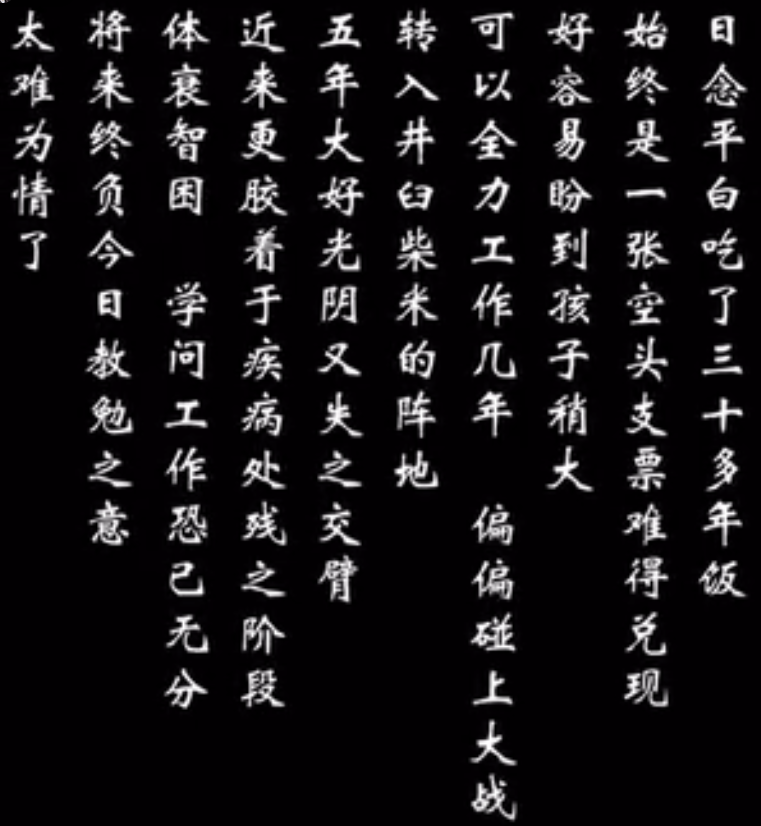 日念平白吃了三十多年饭
始终是一张空头支票难得兑现
好容易盼到孩子稍大
可以全力工作几年 偏偏碰上大战
转入井臼柴米的阵地
五年大好光阴又失之交臂
近来更胶着于疾病处残之阶段
体衰智困 学问工作恐已无分
将来终负今日教勉之意
太难为情了